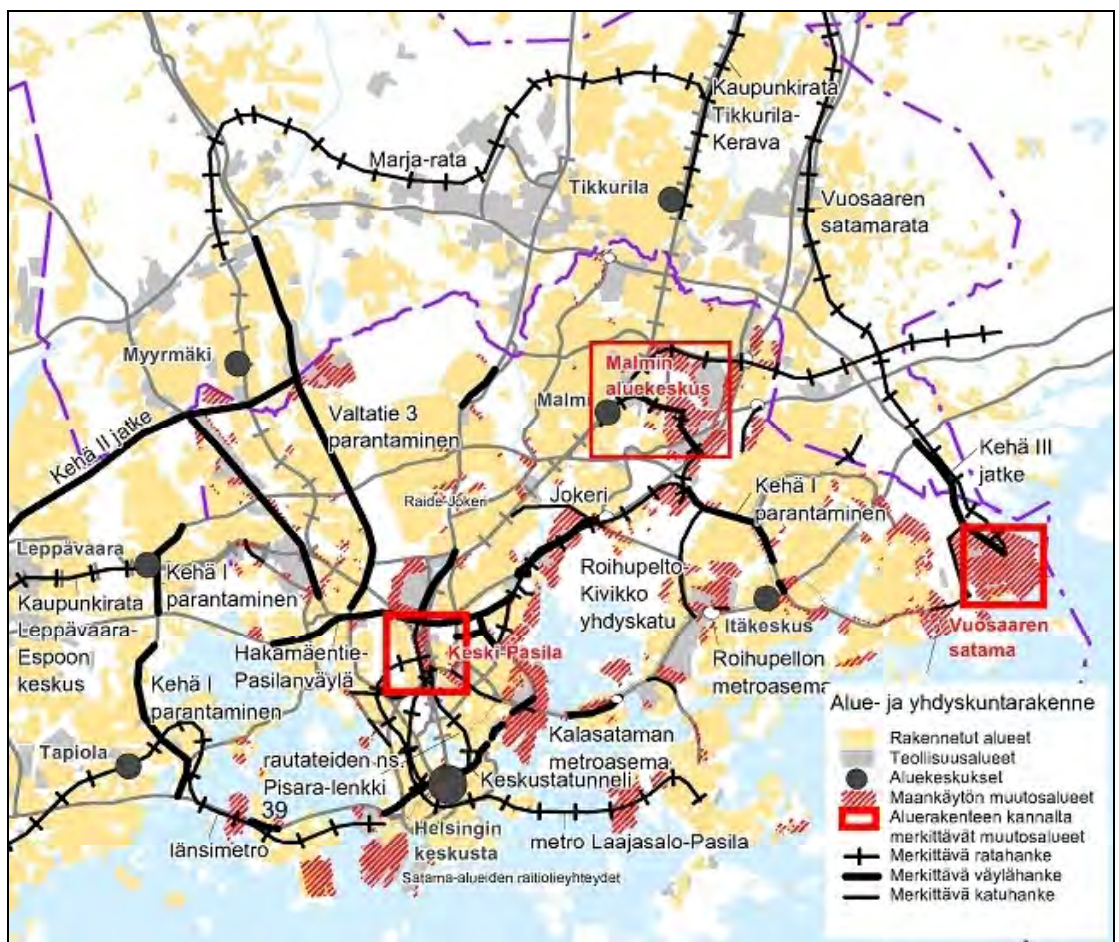 Kaupunkirata
Tikkurila-
Kerava
Marja-rata
Tikkurila
Vuosaaren
satamarata
Myyrmäki
Malmin
aluekeskus
Malmi
Valtatie 3
parantaminen
Kehä II jatke
Kehä III
jatke
Raide-Jokeri
Jokeri
Kehä I
parantaminen
Leppävaara
Kehä I
parantaminen
Kaupunkirata
Leppävaara-
Espoon
keskus
Roihupelto-
Kivikko
yhdyskatu
Itäkeskus
Vuosaaren
satama
Hakamäentie-
Pasilanväylä
Keski-Pasila
Roihupellon
metroasema
Kehä I
parantaminen
Tapiola
rautateiden ns.
Pisara-lenkki
Kalasataman
metroasema
Keskustatunneli
39
länsimetro
Helsingin
keskusta
metro Laajasalo-Pasila
Satama-alueiden raitiotieyhteydet
Alue- ja yhdyskuntarakenne
Rakennetut alueet
Teollisuusalueet
Aluekeskukset
Maankäytön muutosalueet
Aluerakenteen kannalta
merkittävät muutosalueet
Merkittävä ratahanke
Merkittävä väylähanke
Merkittävä katuhanke